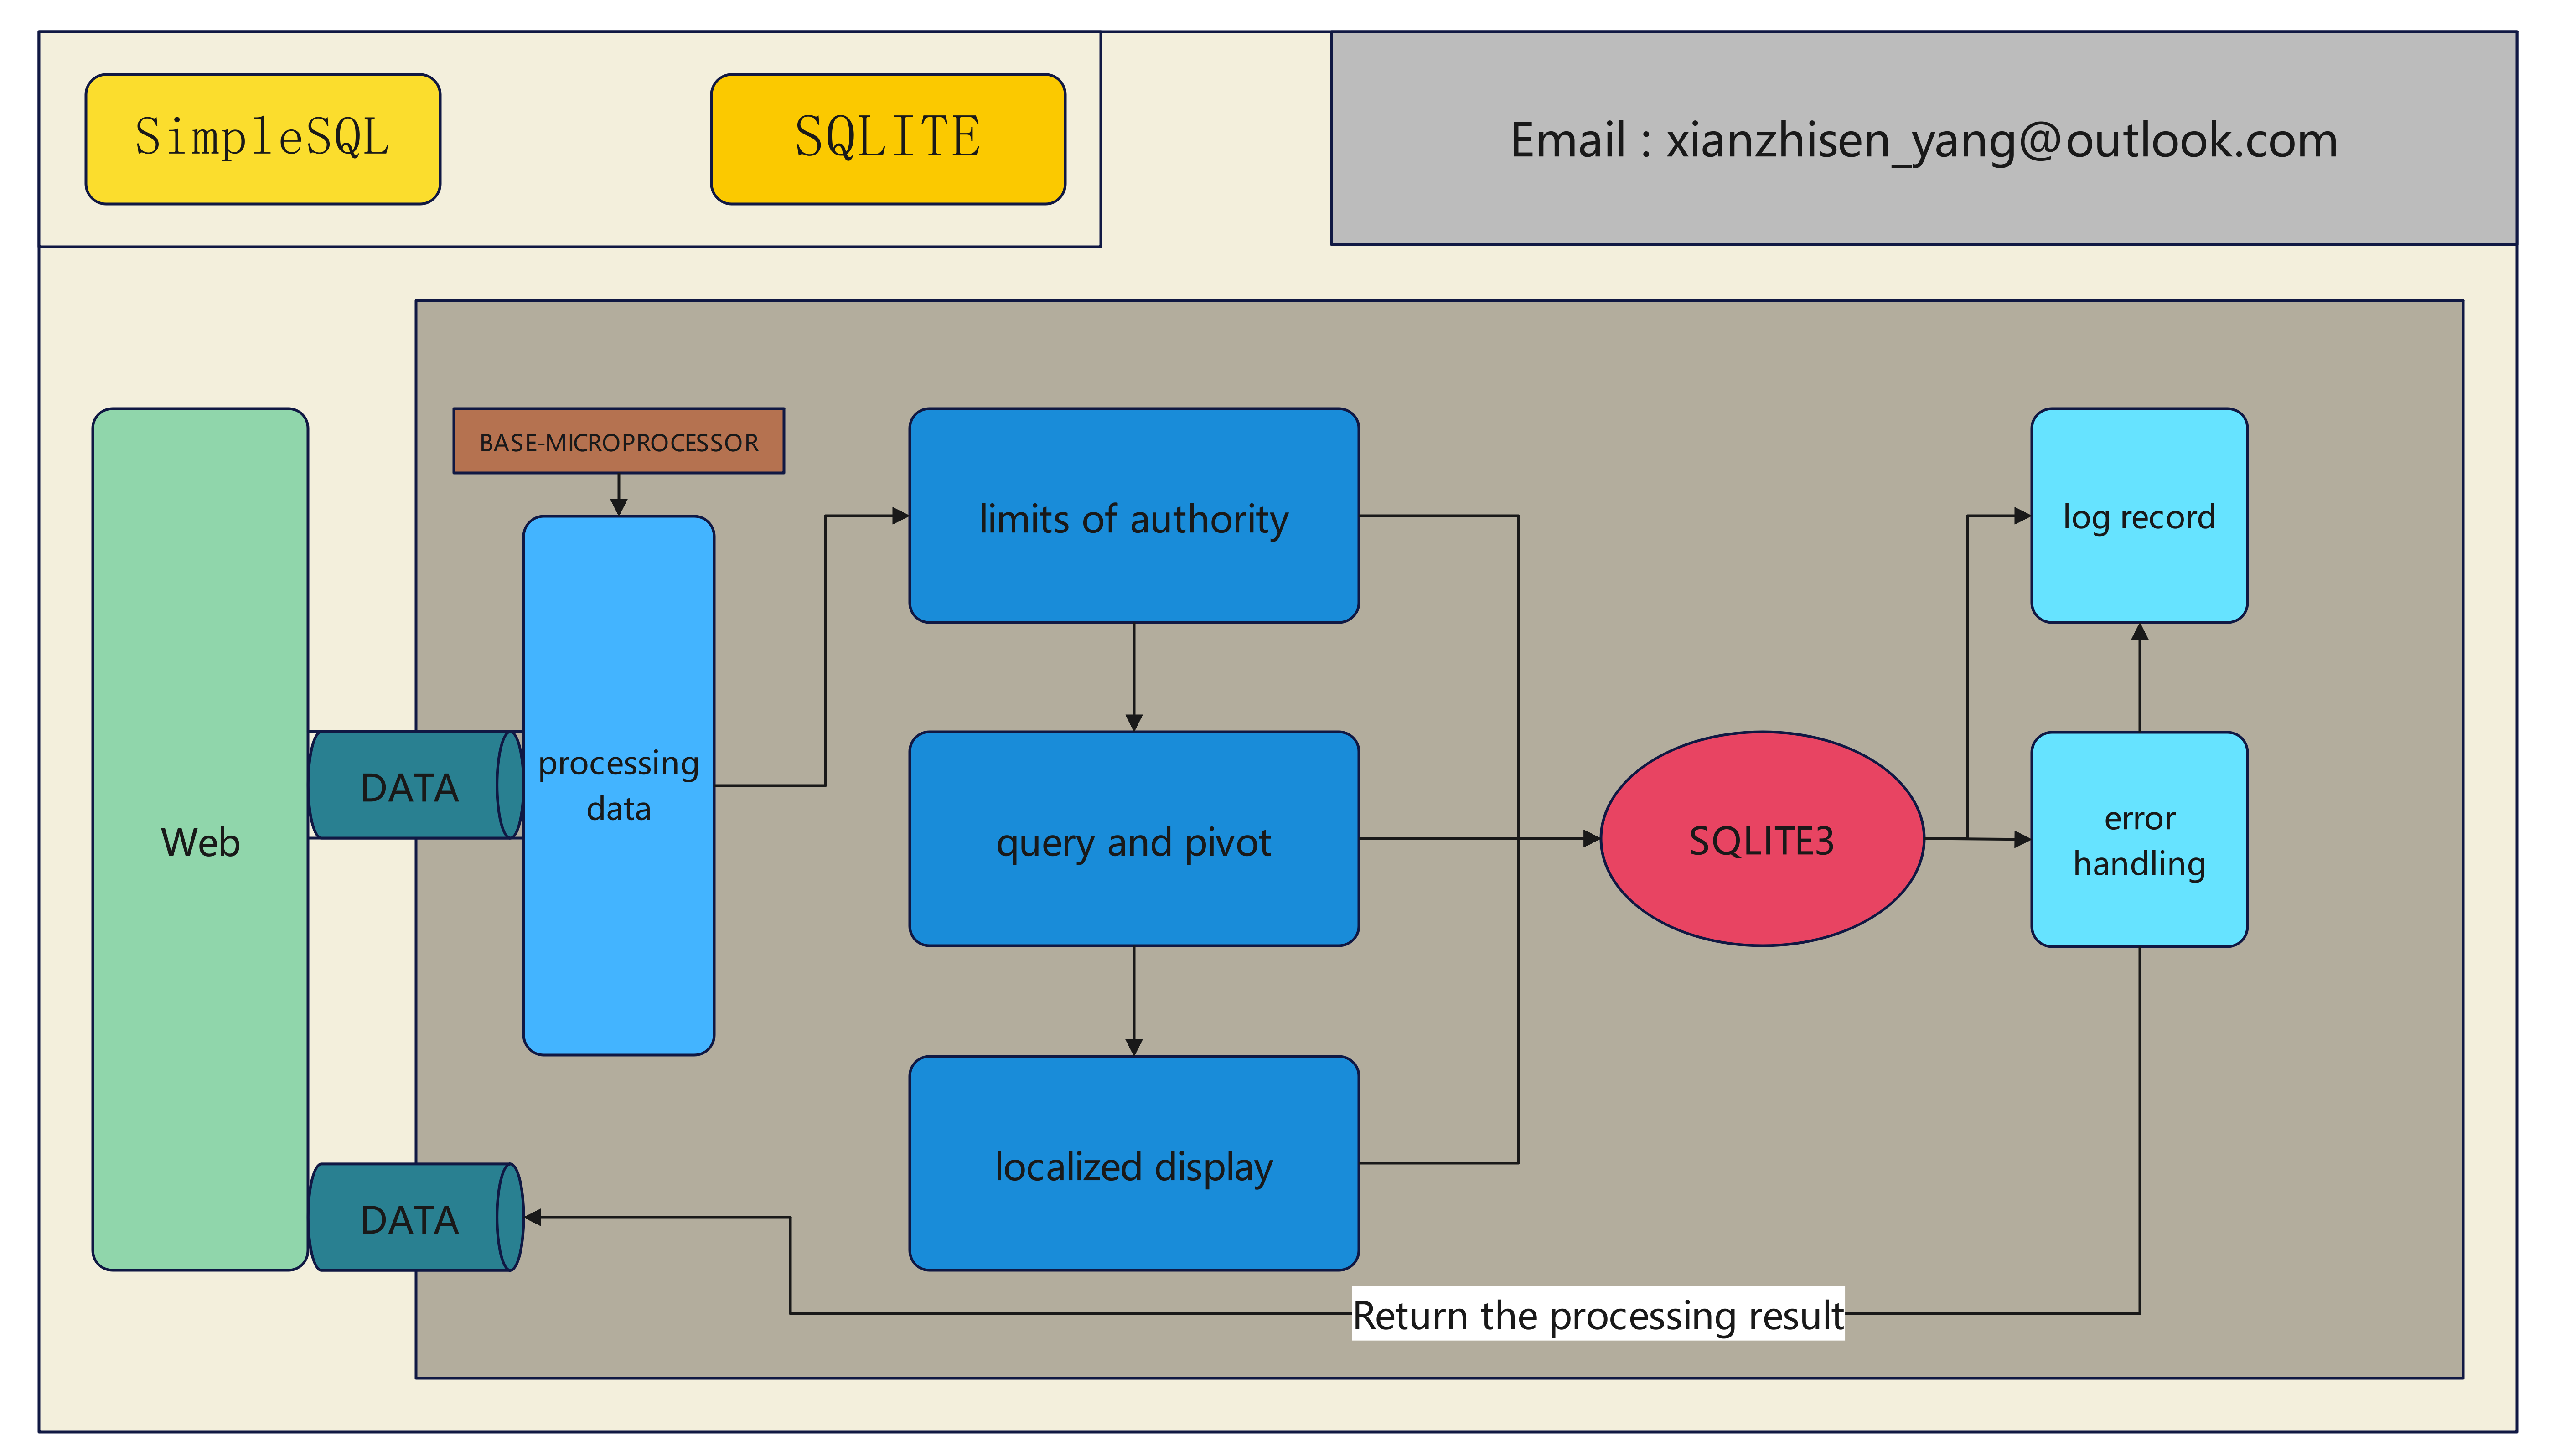 SimpleSQL
SQLITE
Email : xianzhisen_yang@outlook.com
BASE-MICROPROCESSOR
limits of authority
log record
processing
data
DATA
Web
query and pivot
SQLITE3
error
handling
localized display
DATA
Return the processing result